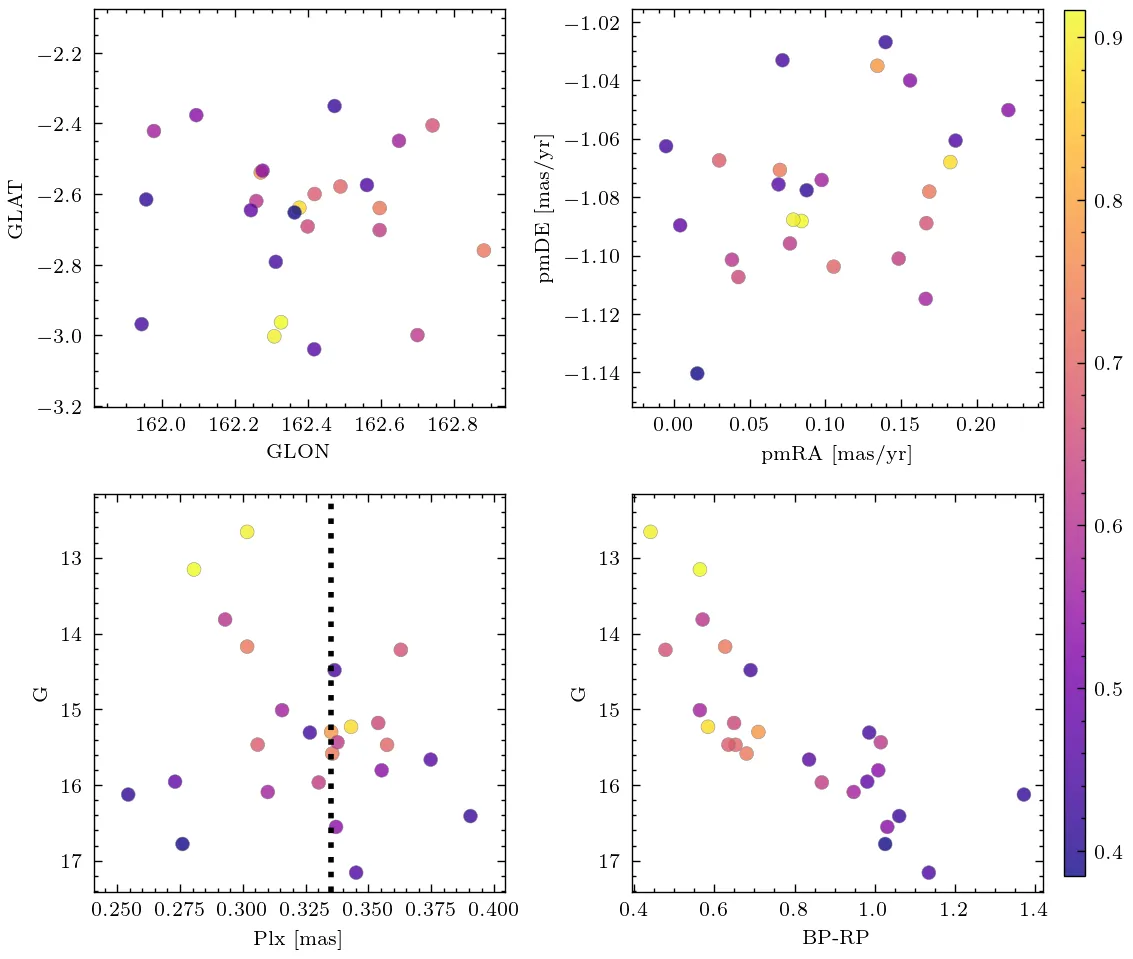 −2.2
−2.4
−2.6
−2.8
−3.0
−3.2
GLAT
162.0 162.2 162.4 162.6 162.8
GLON
−1.02
−1.04
−1.06
−1.08
−1.10
−1.12
−1.14
pmDE [mas/yr]
0.00 0.05 0.10 0.15 0.20
pmRA [mas/yr]
13
14
15
16
17
G
0.250 0.275 0.300 0.325 0.350 0.375 0.400
Plx [mas]
13
14
15
16
17
G
0.4 0.6 0.8 1.0 1.2 1.4
BP-RP
0.9
0.8
0.7
0.6
0.5
0.4